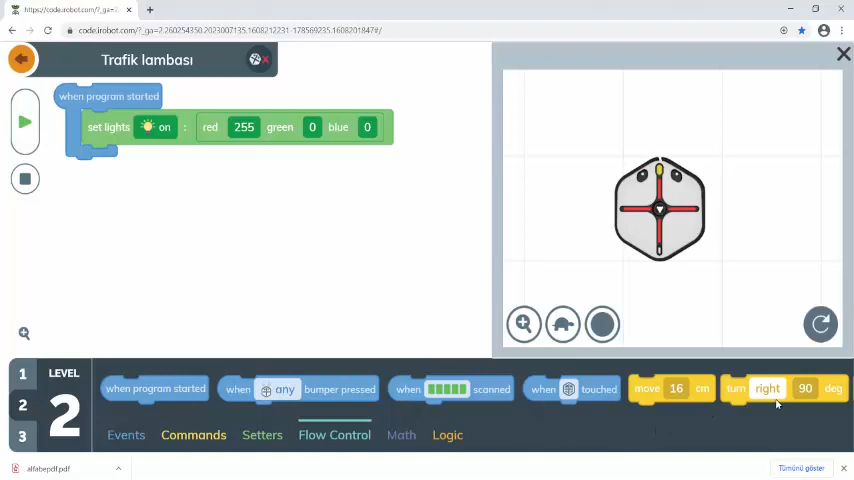 https://code.irobot.com/?_ga=2.
code.irobot.com/?_ga=2.260254350.2023007135.1608212231-178569235.1608201847#/
Trafik lambası
when program started
set lights on : red 255 green 0 blue 0
1
2
3
LEVEL
2
when program started
when any bumper pressed
when scanned
when touched
move 16 cm
turn right 90 deg
Events Commands Setters Flow Control Math Logic
alfabepdf.pdf
Tümünü göster